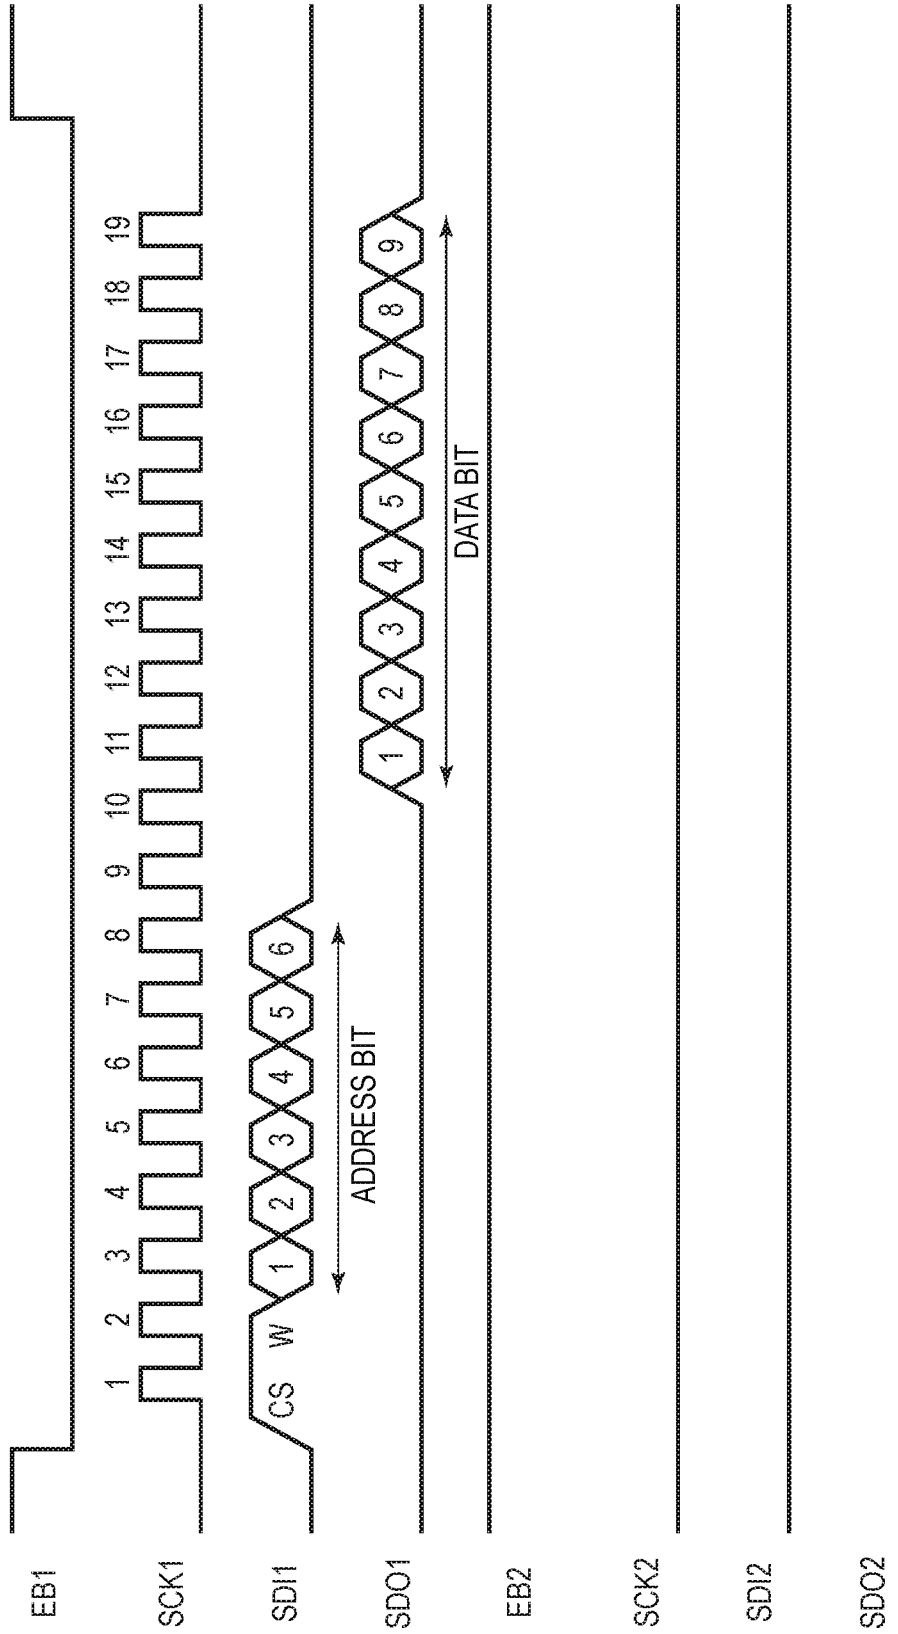 EB1
1 2 3 4 5 6 7 8 9 10 11 12 13 14 15 16 17 18 19
SCK1
CS W 1 2 3 4 5 6
SDI1
ADDRESS BIT
1 2 3 4 5 6 7 8 9
SDO1
DATA BIT
EB2
SCK2
SDI2
SDO2